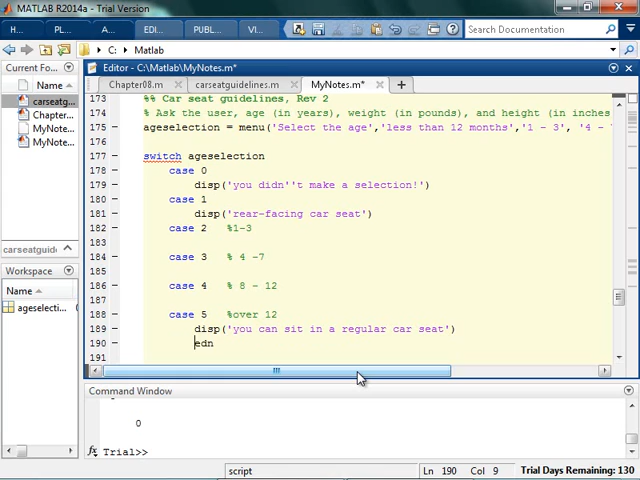 MATLAB R2014a - Trial Version
H... P... A... EDI... PUBL... VI... Search Documentation
C: Matlab
Current Fo... Editor - C:\Matlab\MyNotes.m*
Name Chapter08.m carseatguidelines.m MyNotes.m*
carseatg...
Chapter...
MyNote...
MyNote...
carseatguid...
Workspace
Name
ageselecti...
173 %% Car seat guidelines, Rev 2
174 % Ask the user, age (in years), weight (in pounds), and height (in inches
175 ageselection = menu('Select the age','less than 12 months','1 - 3', '4 -
176
177 switch ageselection
178 case 0
179 disp('you didn''t make a selection!')
180 case 1
181 disp('rear-facing car seat')
182 case 2 %1-3
183
184 case 3 % 4 -7
185
186 case 4 % 8 - 12
187
188 case 5 %over 12
189 disp('you can sit in a regular car seat')
190 edn
191
Command Window
0
fx Trial>>
script Ln 190 Col 9 Trial Days Remaining: 130